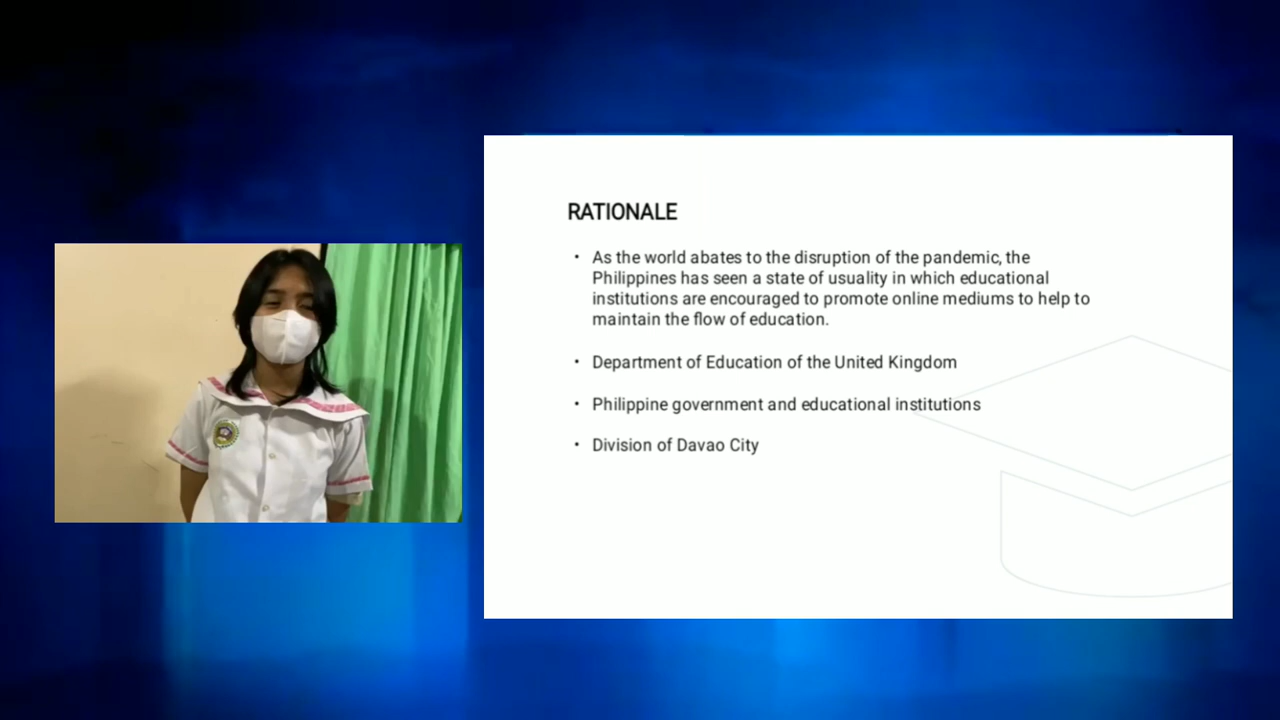 RATIONALE
• As the world abates to the disruption of the pandemic, the
Philippines has seen a state of usuality in which educational
institutions are encouraged to promote online mediums to help to
maintain the flow of education.
• Department of Education of the United Kingdom
• Philippine government and educational institutions
• Division of Davao City